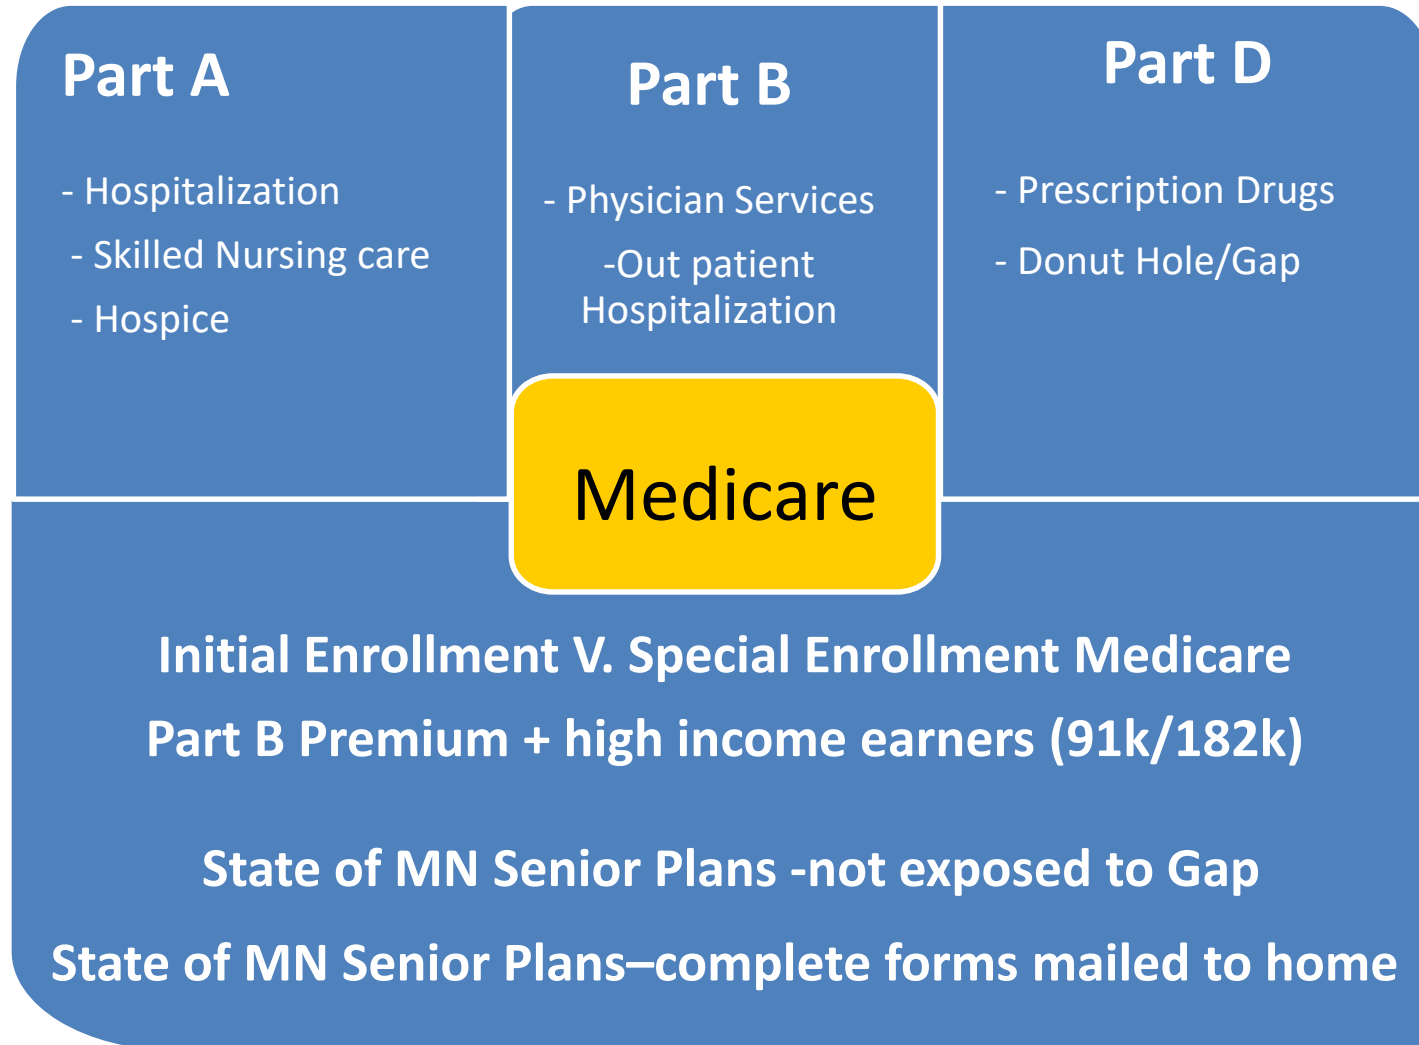 Part A
- Hospitalization
- Skilled Nursing care
- Hospice
Part B
- Physician Services
-Out patient
Hospitalization
Part D
- Prescription Drugs
- Donut Hole/Gap
Medicare
Initial Enrollment V. Special Enrollment Medicare
Part B Premium + high income earners (91k/182k)
State of MN Senior Plans -not exposed to Gap
State of MN Senior Plans–complete forms mailed to home